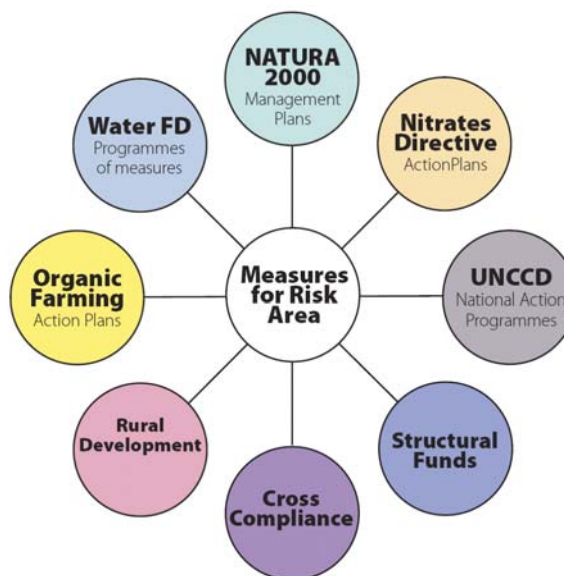 NATURA
2000
Management
Plans
Water FD
Programmes
of measures
Nitrates
Directive
ActionPlans
Organic
Farming
Action Plans
Measures
for Risk
Area
UNCCD
National Action
Programmes
Rural
Development
Structural
Funds
Cross
Compliance